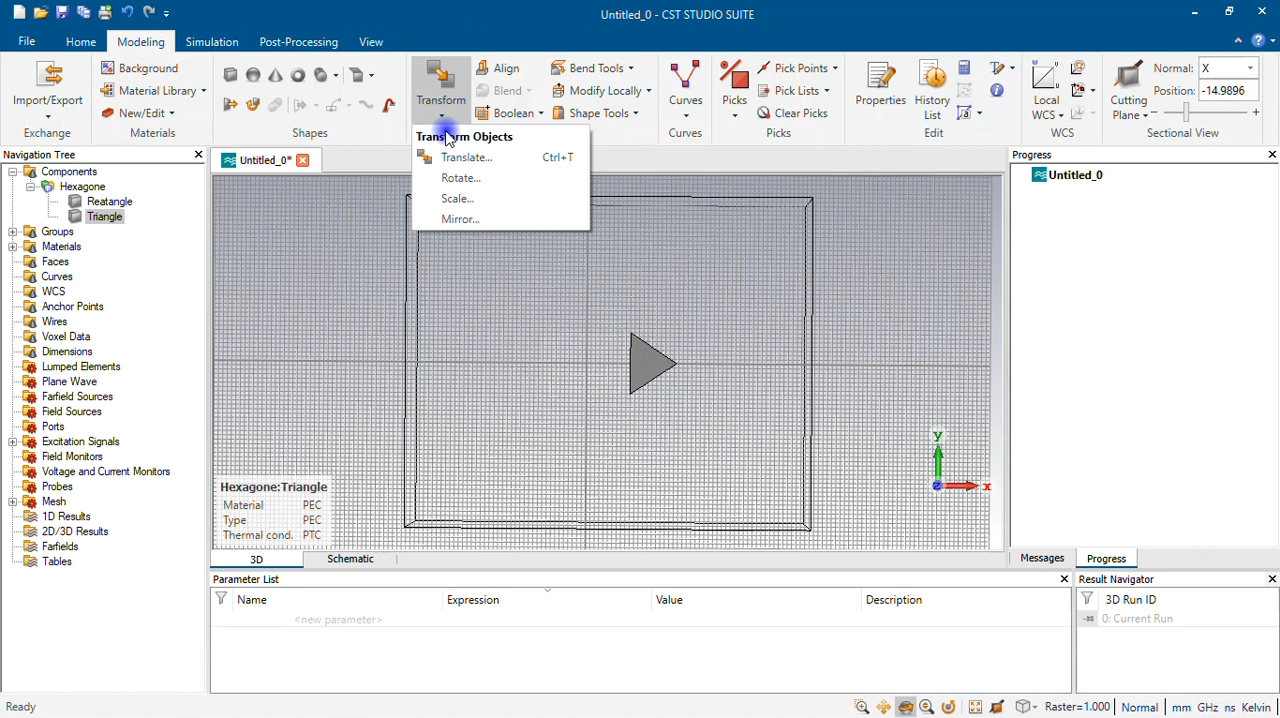 Untitled_0 - CST STUDIO SUITE
File
Home
Modeling
Simulation
Post-Processing
View
Import/Export
Exchange
Background
Material Library
New/Edit
Materials
Shapes
Transform
Align
Blend
Boolean
Bend Tools
Modify Locally
Shape Tools
Curves
Curves
Picks
Pick Points
Pick Lists
Clear Picks
Picks
Properties
History
List
Edit
Local
WCS
WCS
Cutting
Plane
Normal: X
Position: -14.9896
Sectional View
Transform Objects
Translate... Ctrl+T
Rotate...
Scale...
Mirror...
Navigation Tree
Components
Hexagone
Reatangle
Triangle
Groups
Materials
Faces
Curves
WCS
Anchor Points
Wires
Voxel Data
Dimensions
Lumped Elements
Plane Wave
Farfield Sources
Field Sources
Ports
Excitation Signals
Field Monitors
Voltage and Current Monitors
Probes
Mesh
1D Results
2D/3D Results
Farfields
Tables
Untitled_0*
y
x
Hexagone:Triangle
Material PEC
Type PEC
Thermal cond. PTC
3D
Schematic
Progress
Untitled_0
Messages
Progress
Parameter List
Name Expression Value Description
<new parameter>
Result Navigator
3D Run ID
0: Current Run
Ready
Raster=1.000 Normal mm GHz ns Kelvin